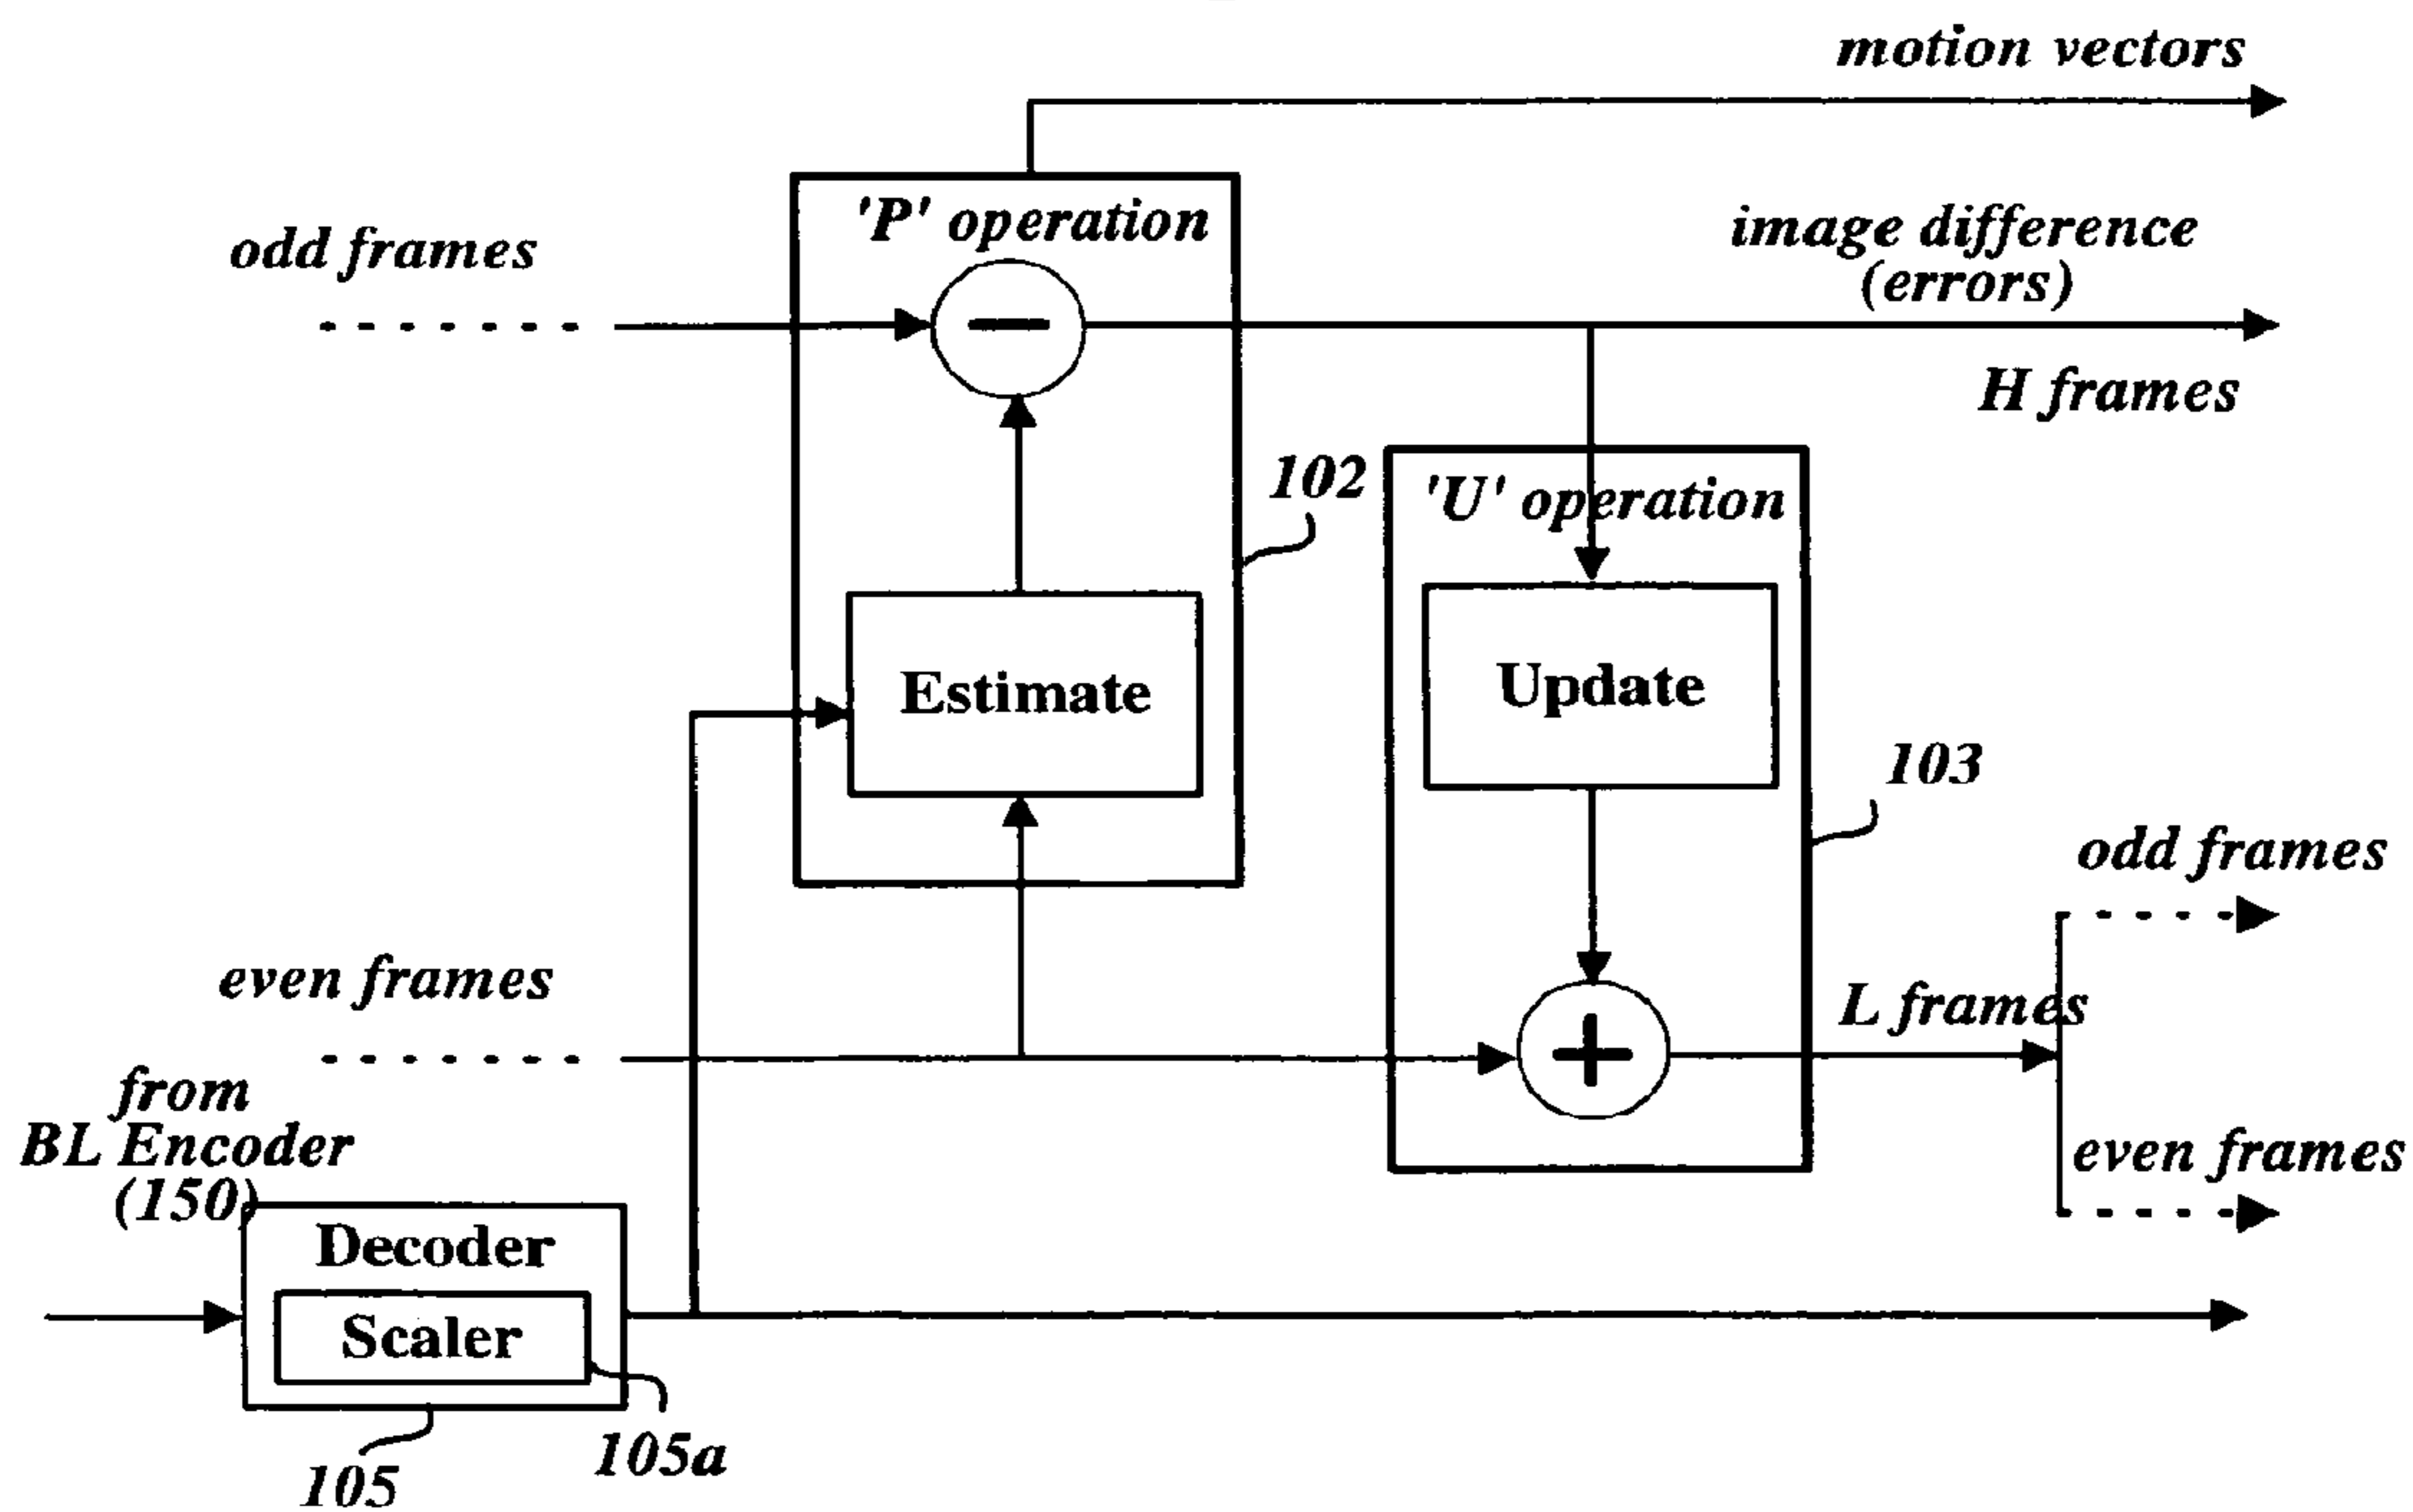 motion vectors
'P' operation
odd frames
image difference
(errors)
H frames
102
'U' operation
Estimate
Update
103
odd frames
even frames
L frames
from
BL Encoder
(150)
even frames
Decoder
Scaler
105a
105